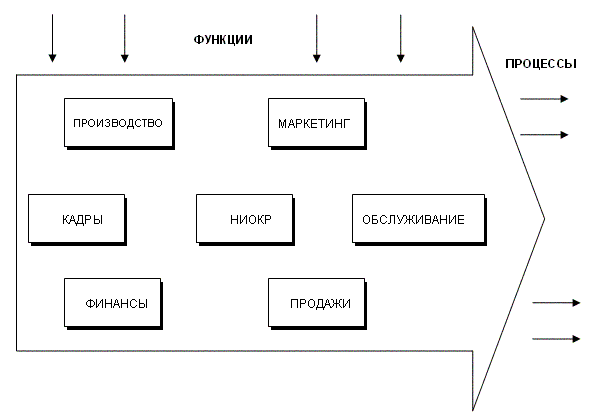 ФУНКЦИИ
ПРОЦЕССЫ
ПРОИЗВОДСТВО
МАРКЕТИНГ
КАДРЫ
НИОКР
ОБСЛУЖИВАНИЕ
ФИНАНСЫ
ПРОДАЖИ